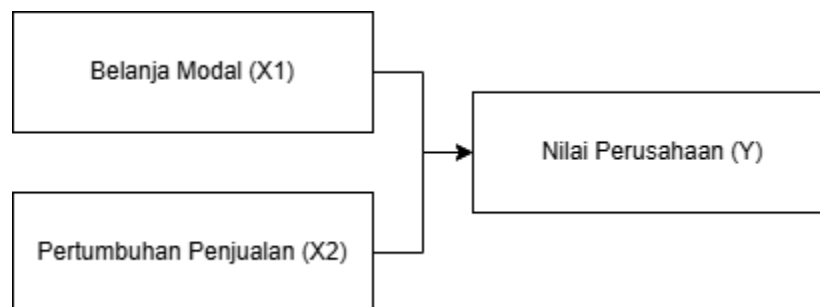 Belanja Modal (X1)
Nilai Perusahaan (Y)
Pertumbuhan Penjualan (X2)